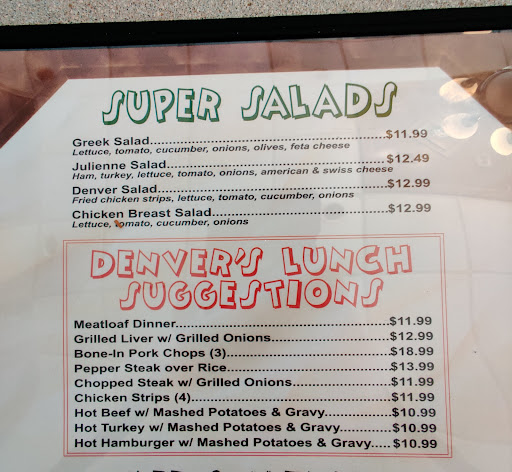 SUPER SALADS
Greek Salad.....................................................$11.99
Lettuce, tomato, cucumber, onions, olives, feta cheese
Julienne Salad..................................................$12.49
Ham, turkey, lettuce, tomato, onions, american & swiss cheese
Denver Salad....................................................$12.99
Fried chicken strips, lettuce, tomato, cucumber, onions
Chicken Breast Salad........................................$12.99
Lettuce, tomato, cucumber, onions
DENVER'S LUNCH
SUGGESTIONS
Meatloaf Dinner................................................$11.99
Grilled Liver w/ Grilled Onions..........................$12.99
Bone-In Pork Chops (3).....................................$18.99
Pepper Steak over Rice.....................................$13.99
Chopped Steak w/ Grilled Onions.....................$11.99
Chicken Strips (4).............................................$11.99
Hot Beef w/ Mashed Potatoes & Gravy..............$10.99
Hot Turkey w/ Mashed Potatoes & Gravy...........$10.99
Hot Hamburger w/ Mashed Potatoes & Gravy.....$10.99